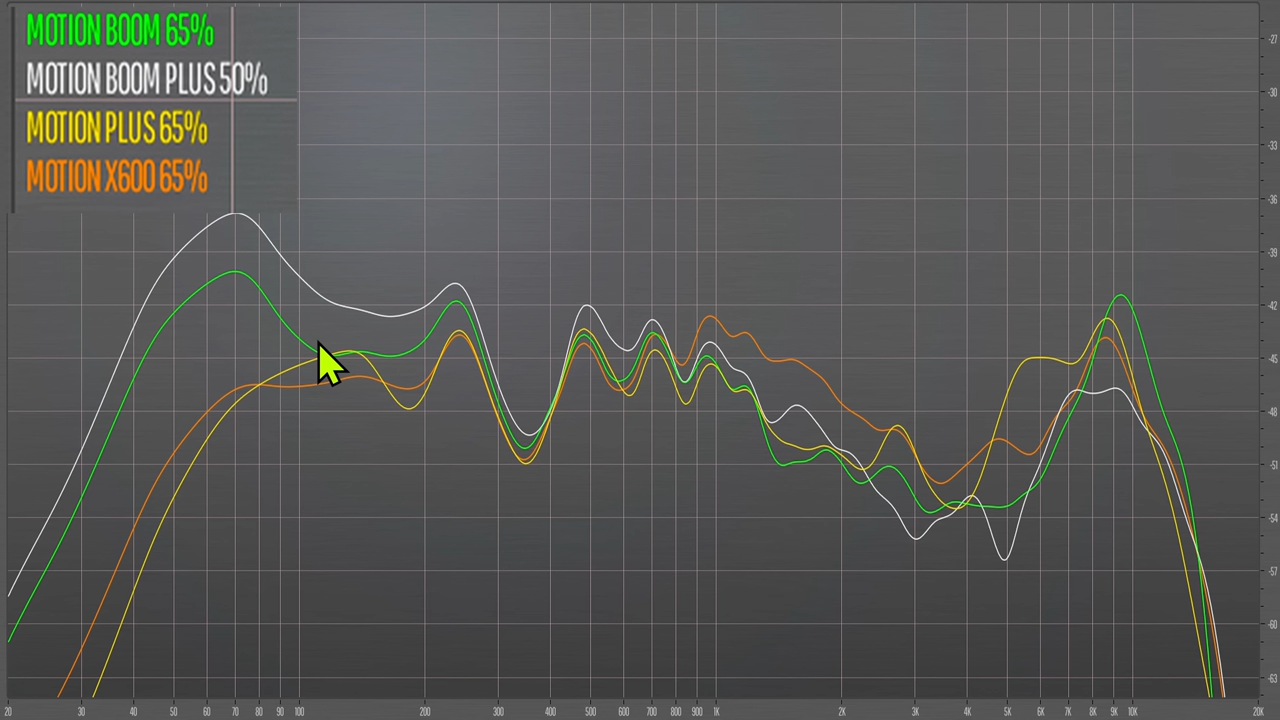 MOTION BOOM 65%
MOTION BOOM PLUS 50%
MOTION PLUS 65%
MOTION X600 65%
-27
-30
-33
-36
-39
-42
-45
-48
-51
-54
-57
-60
-63
20 30 40 50 60 70 80 90 100 200 300 400 500 600 700 800 900 1K 2K 3K 4K 5K 6K 7K 8K 9K 10K 20K